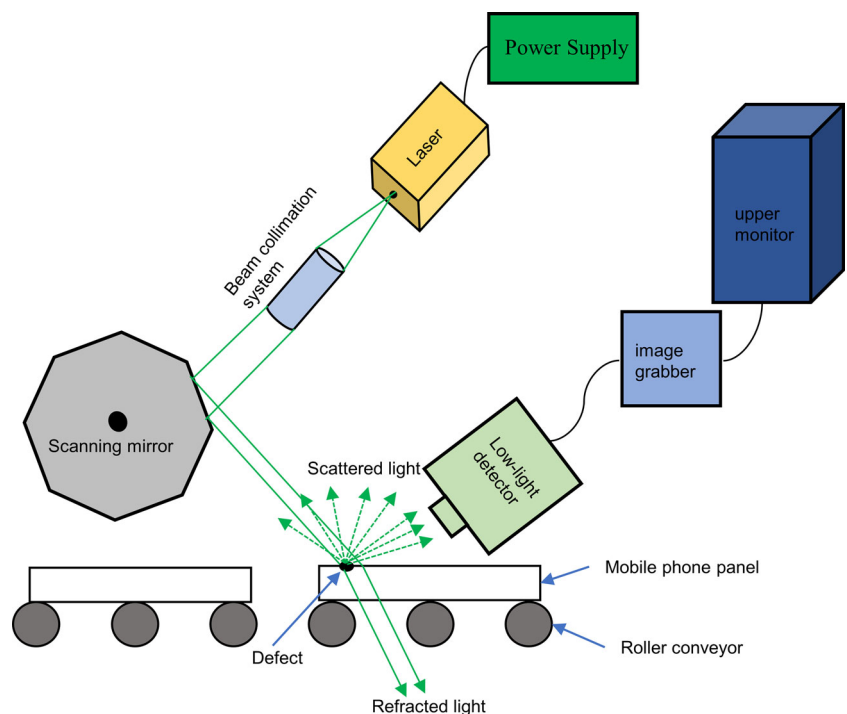 Power Supply
Laser
Beam collimation
system
upper
monitor
image
grabber
Scanning mirror
Scattered light
Low-light
detector
Mobile phone panel
Defect
Roller conveyor
Refracted light